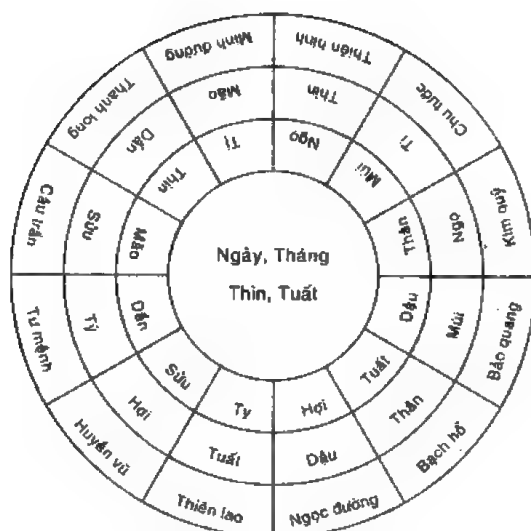 Minh đường
Thiên hình
Chu tước
Kim quỹ
Bảo quang
Bạch hổ
Ngọc đường
Thiên lao
Huyền vũ
Tư mệnh
Câu trần
Thanh long
Mão
Thìn
Tị
Ngọ
Mùi
Thân
Dậu
Tuất
Hợi
Tý
Sửu
Dần
Tị
Ngọ
Mùi
Thân
Dậu
Tuất
Hợi
Tý
Sửu
Dần
Mão
Thìn
Ngày, Tháng
Thìn, Tuất